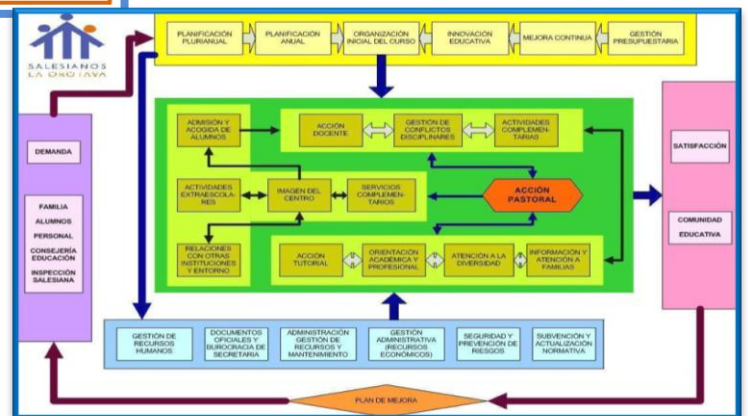 SALESIANOS
LA OROTAVA
PLANIFICACIÓN
PLURIANUAL
PLANIFICACIÓN
ANUAL
ORGANIZACIÓN
INICIAL DEL CURSO
INNOVACIÓN
EDUCATIVA
MEJORA CONTINUA
GESTIÓN
PRESUPUESTARIA
DEMANDA
FAMILIA
ALUMNOS
PERSONAL
CONSEJERÍA
EDUCACIÓN
INSPECCIÓN
SALESIANA
ADMISIÓN Y
ACOGIDA DE
ALUMNOS
ACCIÓN
DOCENTE
GESTIÓN DE
CONFLICTOS
DISCIPLINARES
ACTIVIDADES
COMPLEMEN-
TARIAS
ACTIVIDADES
EXTRAESCOLA-
RES
IMAGEN DEL
CENTRO
SERVICIOS
COMPLEMEN-
TARIOS
ACCIÓN
PASTORAL
RELACIONES
CON OTRAS
INSTITUCIONES
Y ENTORNO
ACCIÓN
TUTORIAL
ORIENTACIÓN
ACADÉMICA Y
PROFESIONAL
ATENCIÓN A LA
DIVERSIDAD
INFORMACIÓN Y
ATENCIÓN A
FAMILIAS
SATISFACCIÓN
COMUNIDAD
EDUCATIVA
GESTIÓN DE
RECURSOS
HUMANOS
DOCUMENTOS
OFICIALES Y
BUROCRACIA DE
SECRETARIA
ADMINISTRACIÓN
GESTIÓN DE
RECURSOS Y
MANTENIMIENTO
GESTIÓN
ADMINISTRATIVA
(RECURSOS
ECONÓMICOS)
SEGURIDAD Y
PREVENCIÓN DE
RIESGOS
SUBVENCIÓN Y
ACTUALIZACIÓN
NORMATIVA
PLAN DE MEJORA